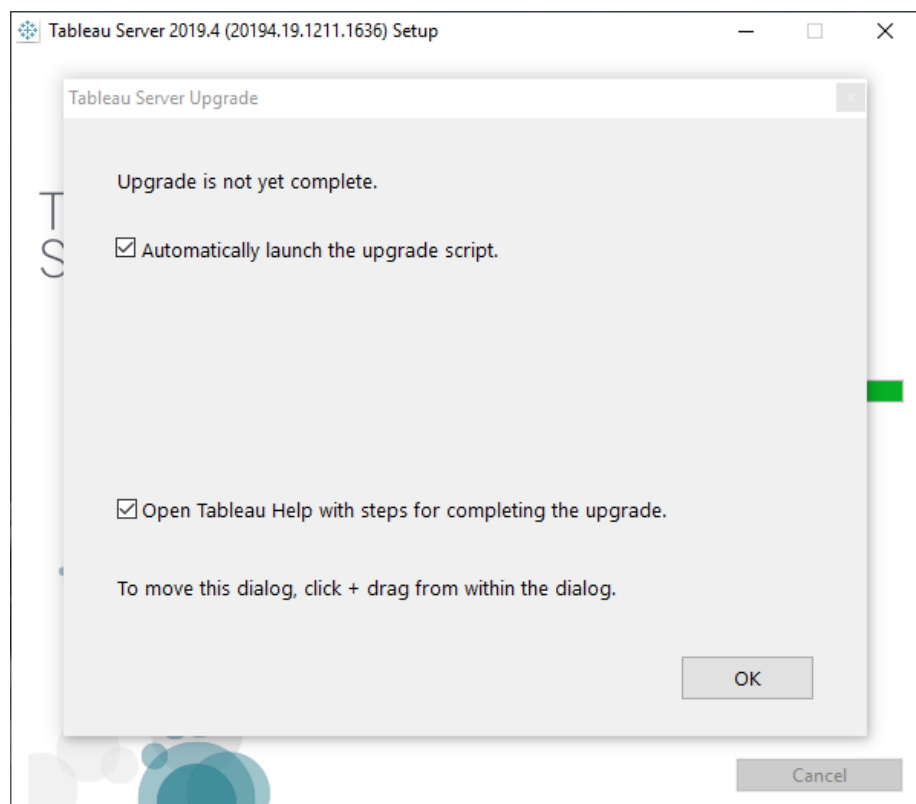 Tableau Server 2019.4 (20194.19.1211.1636) Setup
Tableau Server Upgrade
Upgrade is not yet complete.
Automatically launch the upgrade script.
Open Tableau Help with steps for completing the upgrade.
To move this dialog, click + drag from within the dialog.
OK
Cancel